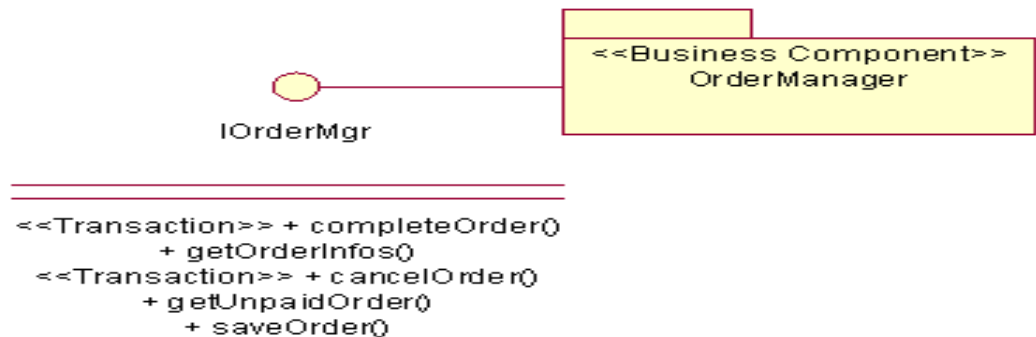 <<Business Component>>
OrderManager
IOrderMgr
<<Transaction>> + completeOrder()
+ getOrderInfos()
<<Transaction>> + cancelOrder()
+ getUnpaidOrder()
+ saveOrder()